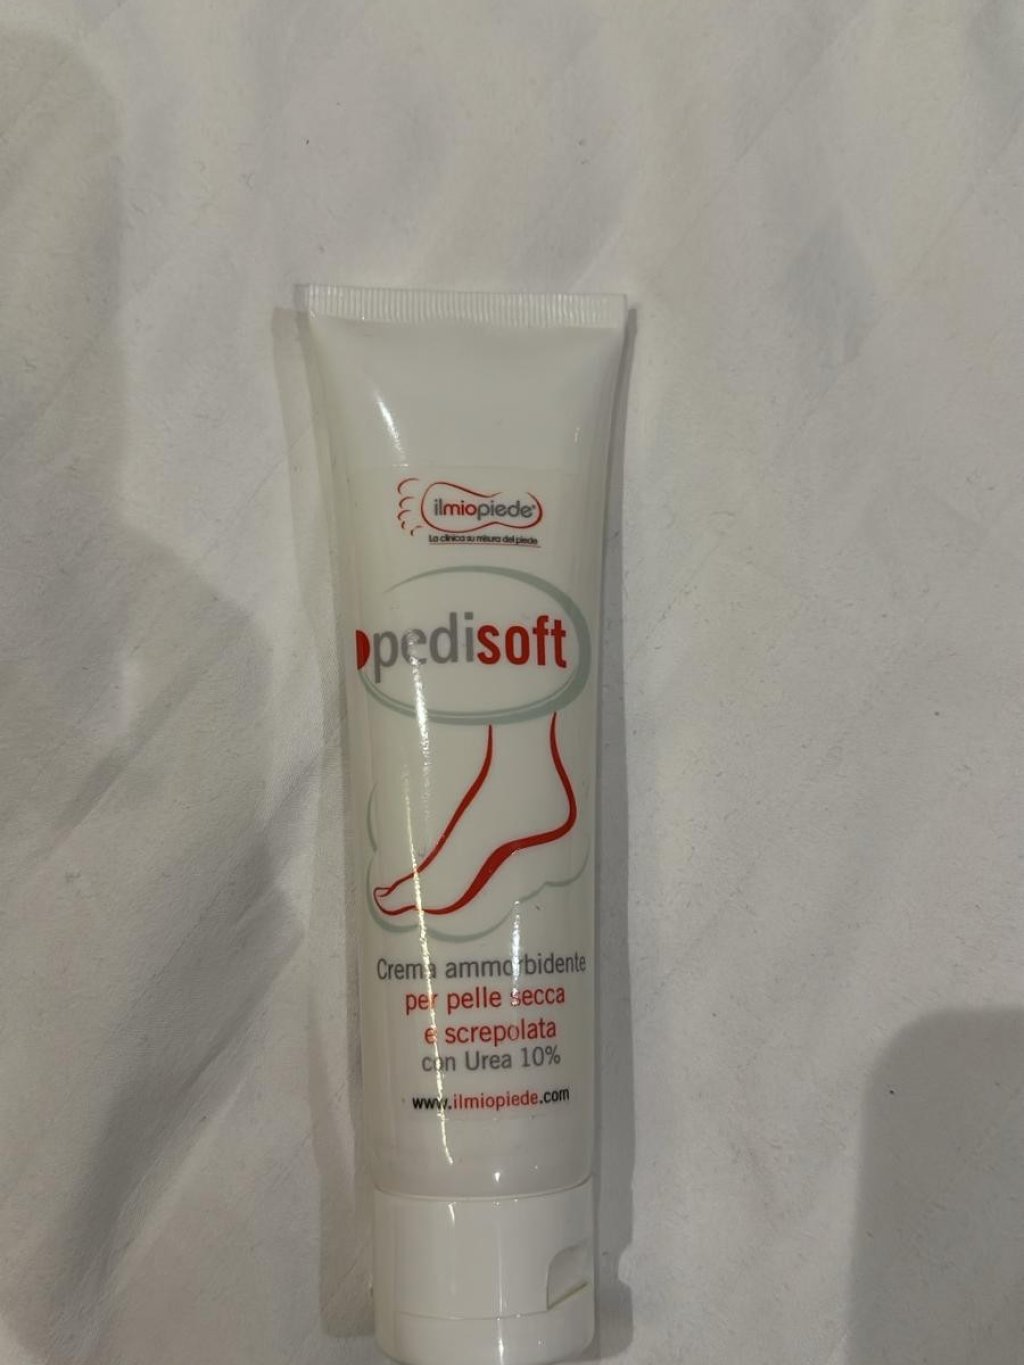 ilmiopiede®
La clinica su misura del piede
pedisoft
Crema ammorbidente
per pelle secca
e screpolata
con Urea 10%
www.ilmiopiede.com